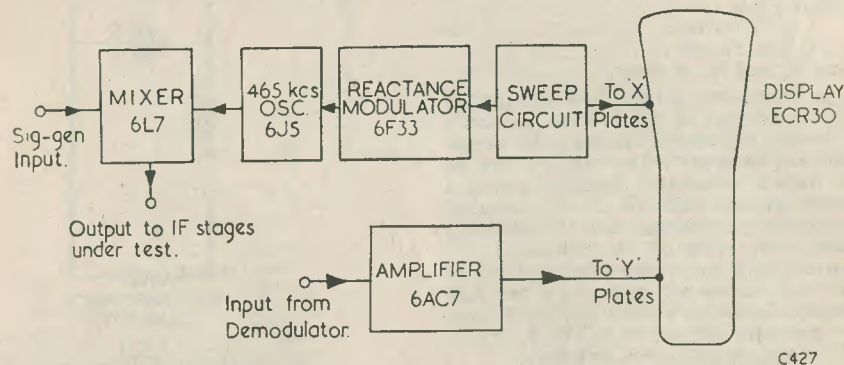 MIXER
6L7
465 kcs
OSC.
6J5
REACTANCE
MODULATOR
6F33
SWEEP
CIRCUIT
To 'X'
Plates
DISPLAY
ECR30
Sig-gen
Input.
Output to IF stages
under test.
AMPLIFIER
6AC7
Input from
Demodulator.
To 'Y'
Plates
C427